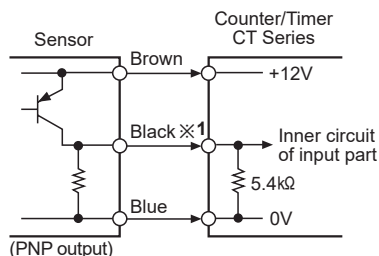 Counter/Timer
Sensor
CT Series
Brown
+12V
Black ※1
Inner circuit
of input part
5.4kΩ
Blue
0V
(PNP output)